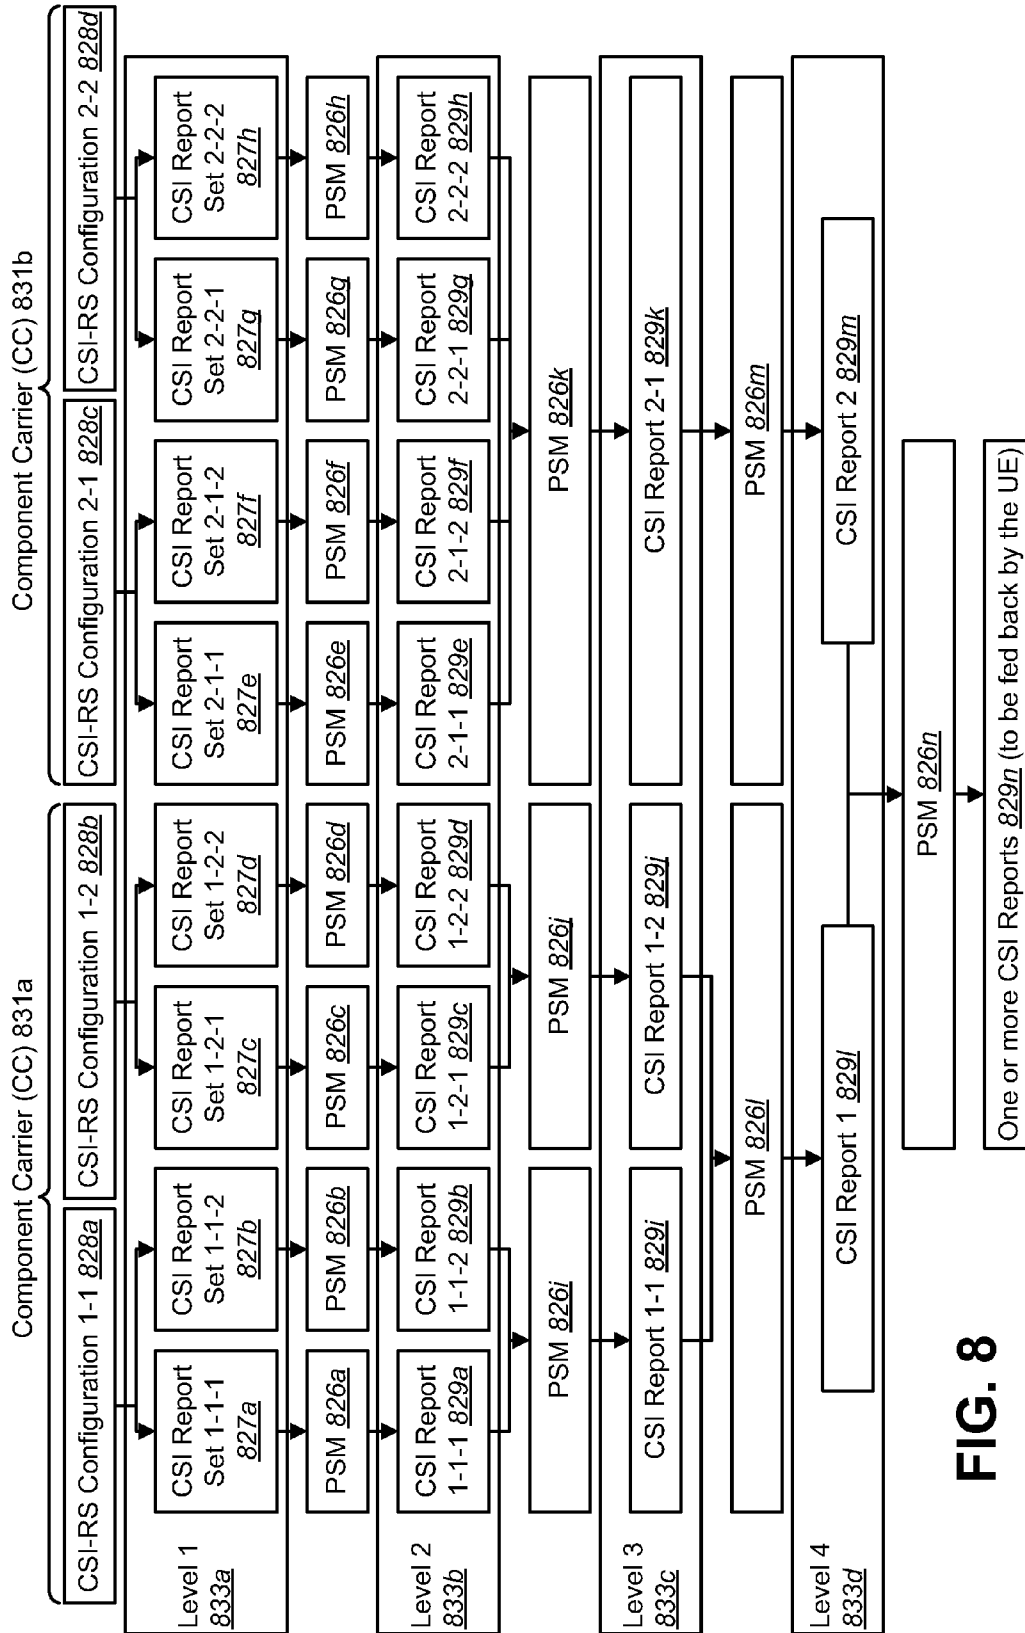 Component Carrier (CC) 831a
Component Carrier (CC) 831b
CSI-RS Configuration 1-1 828a
CSI-RS Configuration 1-2 828b
CSI-RS Configuration 2-1 828c
CSI-RS Configuration 2-2 828d
Level 1
833a
CSI Report
Set 1-1-1
827a
CSI Report
Set 1-1-2
827b
CSI Report
Set 1-2-1
827c
CSI Report
Set 1-2-2
827d
CSI Report
Set 2-1-1
827e
CSI Report
Set 2-1-2
827f
CSI Report
Set 2-2-1
827g
CSI Report
Set 2-2-2
827h
PSM 826a
PSM 826b
PSM 826c
PSM 826d
PSM 826e
PSM 826f
PSM 826g
PSM 826h
Level 2
833b
CSI Report
1-1-1 829a
CSI Report
1-1-2 829b
CSI Report
1-2-1 829c
CSI Report
1-2-2 829d
CSI Report
2-1-1 829e
CSI Report
2-1-2 829f
CSI Report
2-2-1 829g
CSI Report
2-2-2 829h
PSM 826i
PSM 826j
PSM 826k
Level 3
833c
CSI Report 1-1 829i
CSI Report 1-2 829j
CSI Report 2-1 829k
PSM 826l
PSM 826m
Level 4
833d
CSI Report 1 829l
CSI Report 2 829m
PSM 826n
One or more CSI Reports 829n (to be fed back by the UE)
FIG. 8